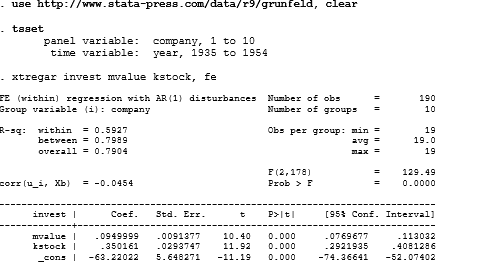 . use http://www.stata-press.com/data/r9/grunfeld, clear
. tsset
panel variable: company, 1 to 10
time variable: year, 1935 to 1954
. xtregar invest mvalue kstock, fe
FE (within) regression with AR(1) disturbances Number of obs = 190
Group variable (i): company Number of groups = 10
R-sq: within = 0.5927 Obs per group: min = 19
between = 0.7989 avg = 19.0
overall = 0.7904 max = 19
F(2,178) = 129.49
corr(u_i, Xb) = -0.0454 Prob > F = 0.0000
invest | Coef. Std. Err. t P>|t| [95% Conf. Interval]
mvalue | .0949999 .0091377 10.40 0.000 .0769677 .113032
kstock | .350161 .0293747 11.92 0.000 .2921935 .4081286
_cons | -63.22022 5.648271 -11.19 0.000 -74.36641 -52.07402